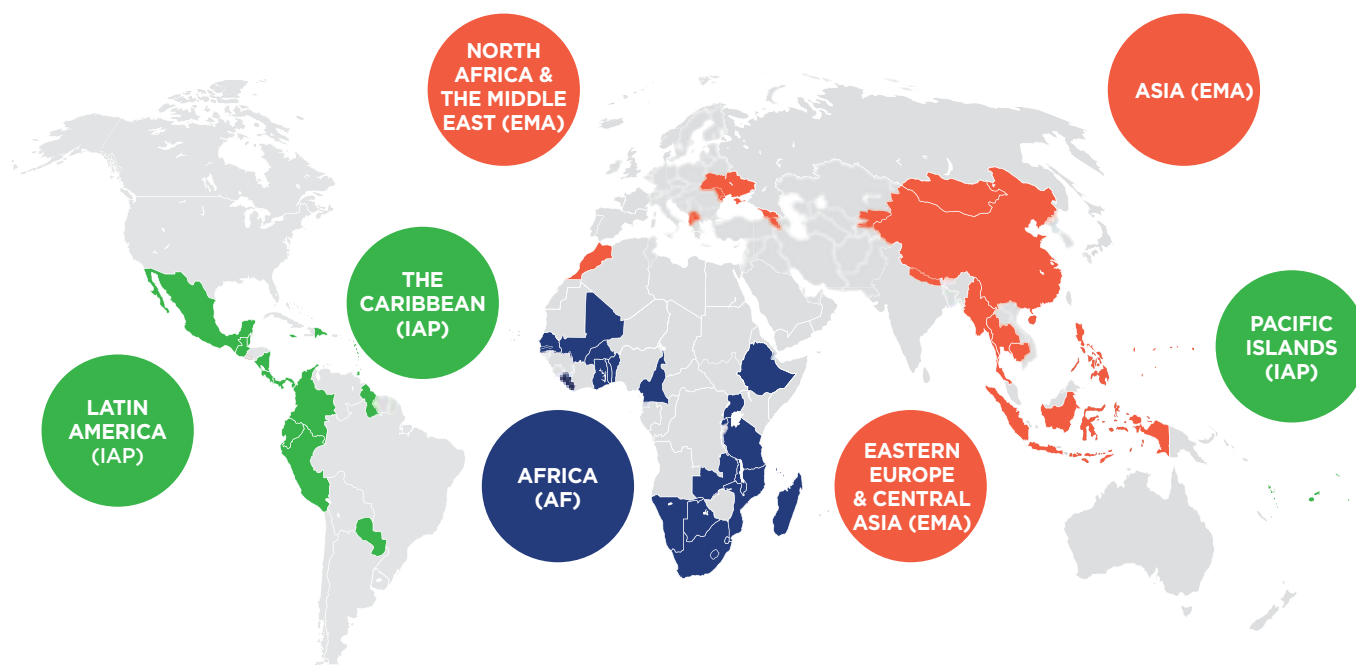 NORTH
AFRICA &
THE MIDDLE
EAST (EMA)
ASIA (EMA)
THE
CARIBBEAN
(IAP)
PACIFIC
ISLANDS
(IAP)
LATIN
AMERICA
(IAP)
AFRICA
(AF)
EASTERN
EUROPE
& CENTRAL
ASIA (EMA)